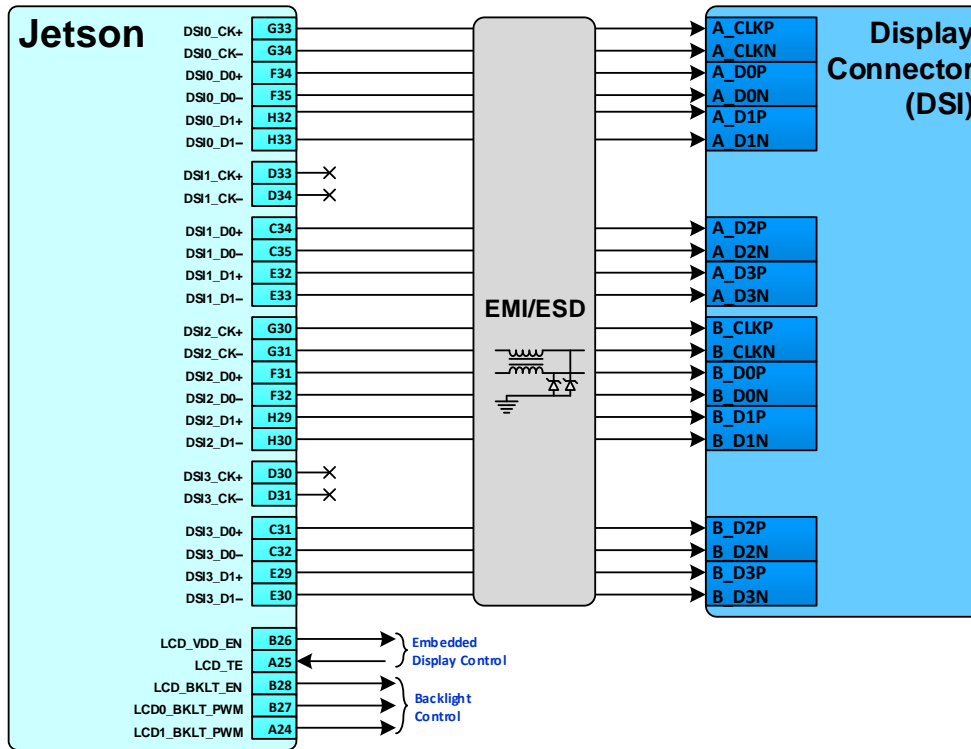 Jetson
Display
Connector
(DSI)
DSI0_CK+ G33 A_CLKP
DSI0_CK– G34 A_CLKN
DSI0_D0+ F34 A_D0P
DSI0_D0– F35 A_D0N
DSI0_D1+ H32 A_D1P
DSI0_D1– H33 A_D1N
DSI1_CK+ D33
DSI1_CK– D34
DSI1_D0+ C34 A_D2P
DSI1_D0– C35 A_D2N
DSI1_D1+ E32 A_D3P
DSI1_D1– E33 A_D3N
EMI/ESD
DSI2_CK+ G30 B_CLKP
DSI2_CK– G31 B_CLKN
DSI2_D0+ F31 B_D0P
DSI2_D0– F32 B_D0N
DSI2_D1+ H29 B_D1P
DSI2_D1– H30 B_D1N
DSI3_CK+ D30
DSI3_CK– D31
DSI3_D0+ C31 B_D2P
DSI3_D0– C32 B_D2N
DSI3_D1+ E29 B_D3P
DSI3_D1– E30 B_D3N
LCD_VDD_EN B26
LCD_TE A25
Embedded
Display Control
LCD_BKLT_EN B28
LCD0_BKLT_PWM B27
LCD1_BKLT_PWM A24
Backlight
Control